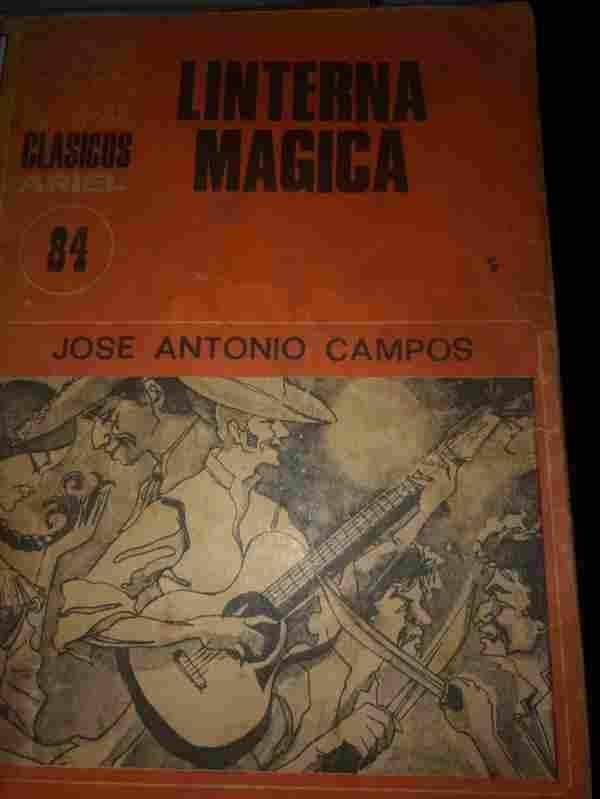 LINTERNA
MAGICA
CLASICOS
ARIEL
84
JOSE ANTONIO CAMPOS